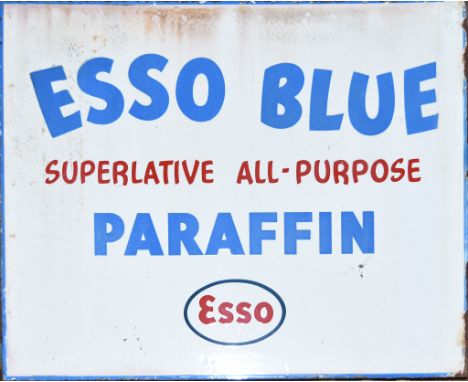 ESSO BLUE
SUPERLATIVE ALL-PURPOSE
PARAFFIN
Esso